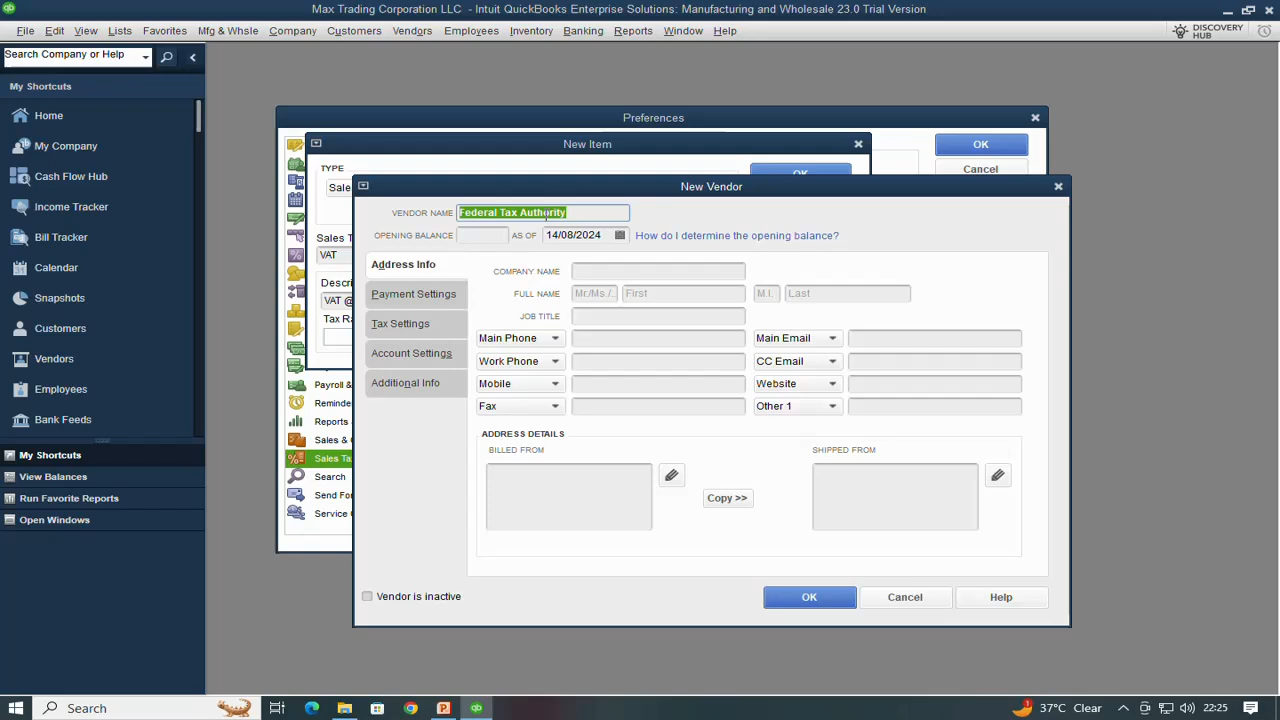 Max Trading Corporation LLC - Intuit QuickBooks Enterprise Solutions: Manufacturing and Wholesale 23.0 Trial Version
File Edit View Lists Favorites Mfg & Whsle Company Customers Vendors Employees Inventory Banking Reports Window Help
DISCOVERY HUB
Search Company or Help
My Shortcuts
Home
My Company
Cash Flow Hub
Income Tracker
Bill Tracker
Calendar
Snapshots
Customers
Vendors
Employees
Bank Feeds
My Shortcuts
View Balances
Run Favorite Reports
Open Windows
Preferences
OK
Cancel
New Item
TYPE
OK
Sales
Sales T
VAT
Descri
VAT @
Tax Ra
Payroll &
Reminde
Reports
Sales &
Sales Ta
Search
Send For
Service
New Vendor
VENDOR NAME Federal Tax Authority
OPENING BALANCE AS OF 14/08/2024 How do I determine the opening balance?
Address Info
Payment Settings
Tax Settings
Account Settings
Additional Info
COMPANY NAME
FULL NAME Mr./Ms./.. First M.I. Last
JOB TITLE
Main Phone Main Email
Work Phone CC Email
Mobile Website
Fax Other 1
ADDRESS DETAILS
BILLED FROM SHIPPED FROM
Copy >>
Vendor is inactive
OK Cancel Help
Search
37°C Clear
22:25